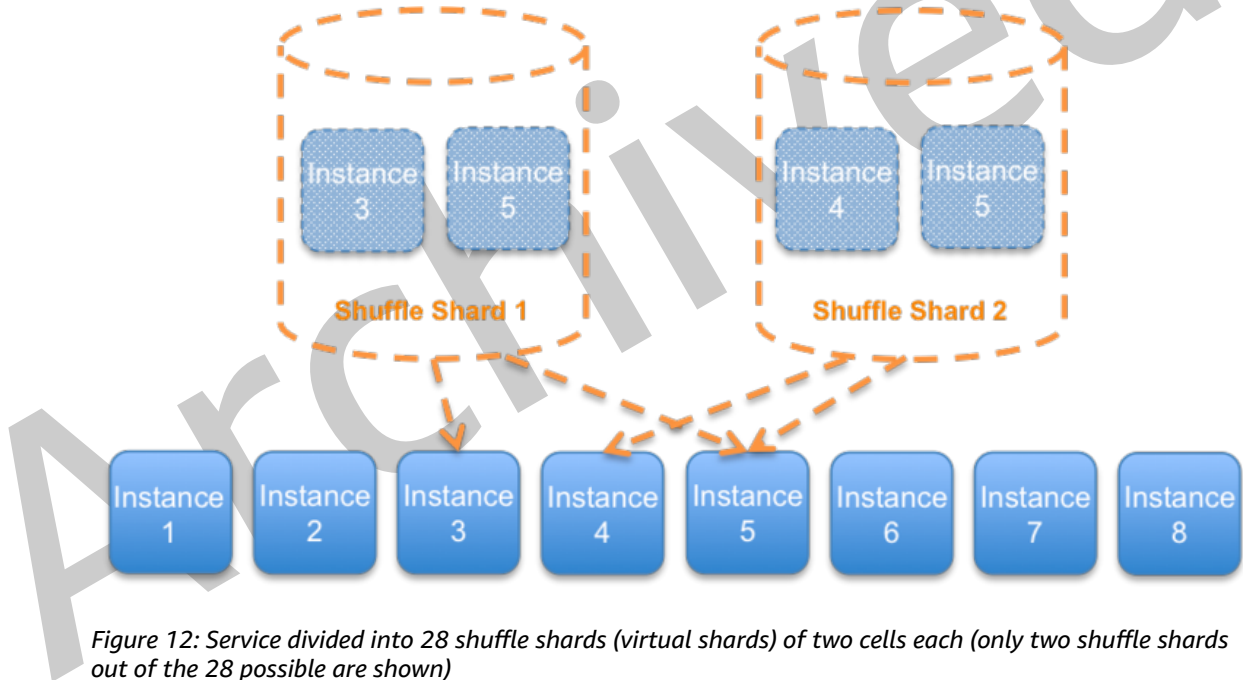 Archived
Instance
3
Instance
5
Instance
4
Instance
5
Shuffle Shard 1
Shuffle Shard 2
Instance
1
Instance
2
Instance
3
Instance
4
Instance
5
Instance
6
Instance
7
Instance
8
Figure 12: Service divided into 28 shuffle shards (virtual shards) of two cells each (only two shuffle shards
out of the 28 possible are shown)